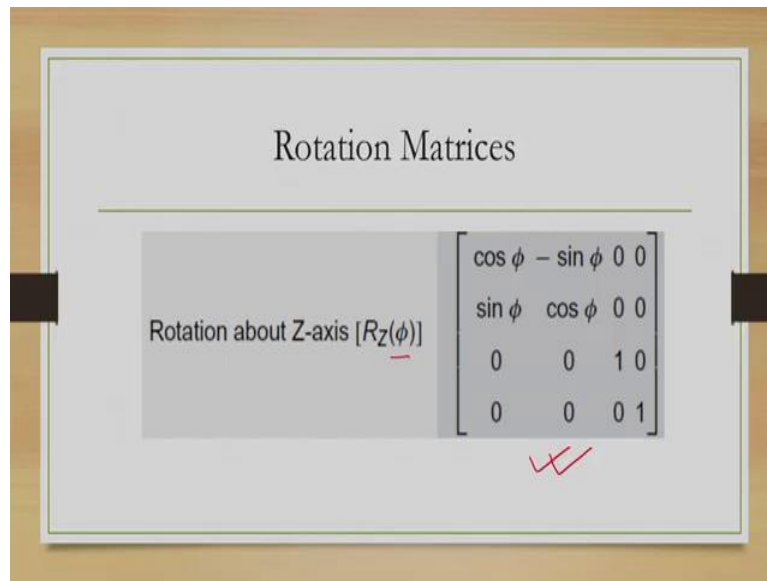 Rotation Matrices
Rotation about Z-axis [R_Z(ϕ)]
cos ϕ − sin ϕ 0 0
sin ϕ cos ϕ 0 0
0 0 1 0
0 0 0 1